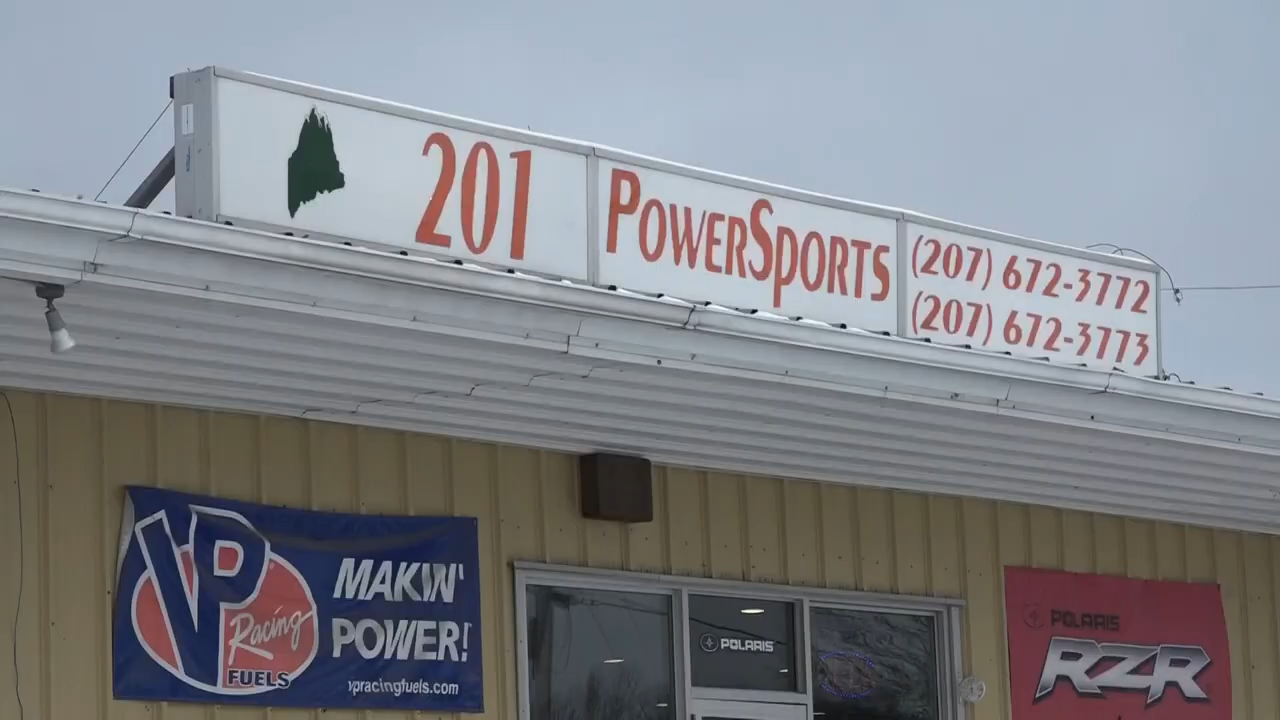 201
PowerSports
(207) 672-3772
(207) 672-3773
VP
Racing
FUELS
MAKIN'
POWER!
vpracingfuels.com
POLARIS
POLARIS
RZR